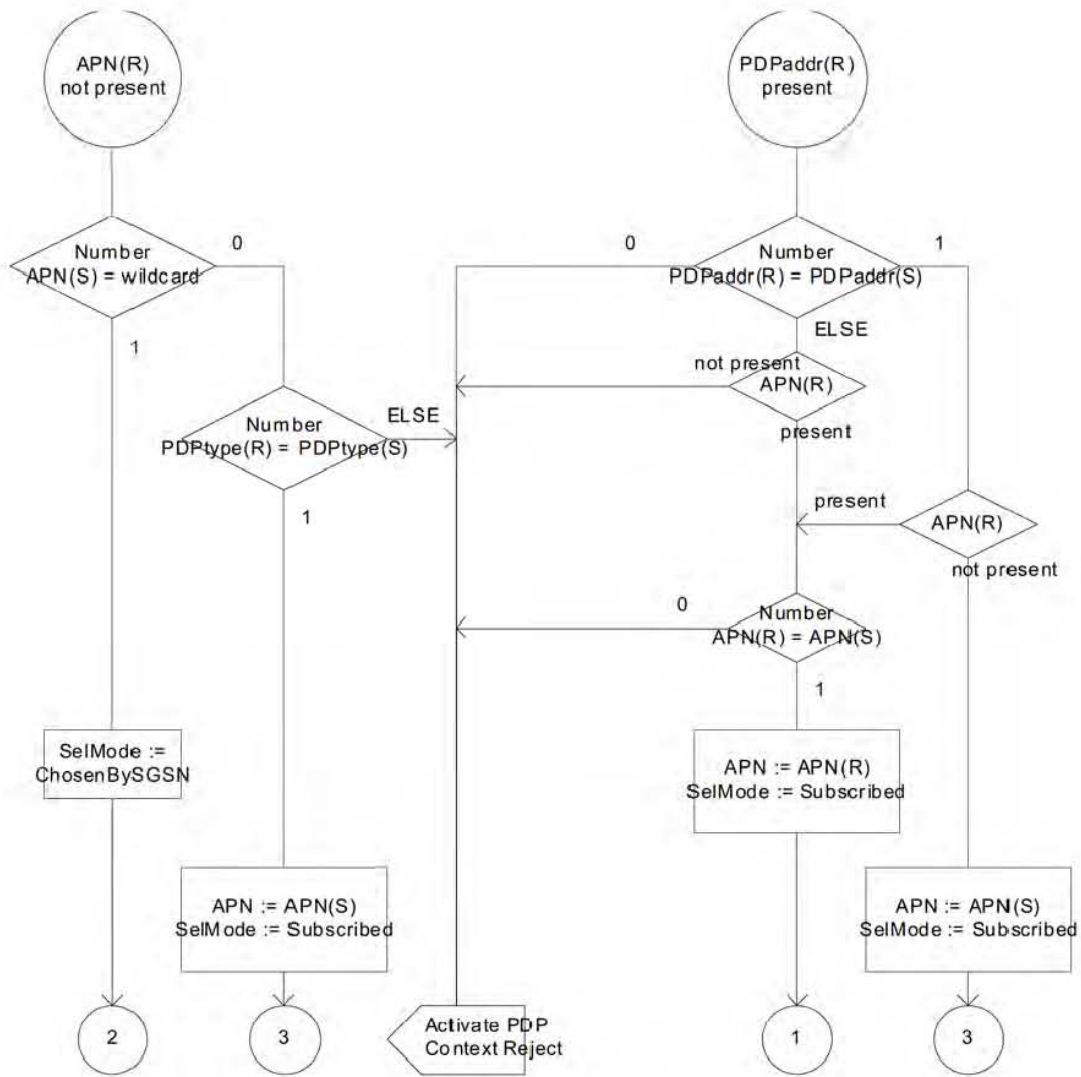 APN(R)
not present
PDPaddr(R)
present
Number
APN(S) = wildcard
0
1
0
Number
PDPaddr(R) = PDPaddr(S)
1
ELSE
not present
APN(R)
present
Number
PDPtype(R) = PDPtype(S)
ELSE
1
present
APN(R)
not present
0
Number
APN(R) = APN(S)
1
SelMode :=
ChosenBySGSN
APN := APN(R)
SelMode := Subscribed
APN := APN(S)
SelMode := Subscribed
APN := APN(S)
SelMode := Subscribed
2
3
Activate PDP
Context Reject
1
3